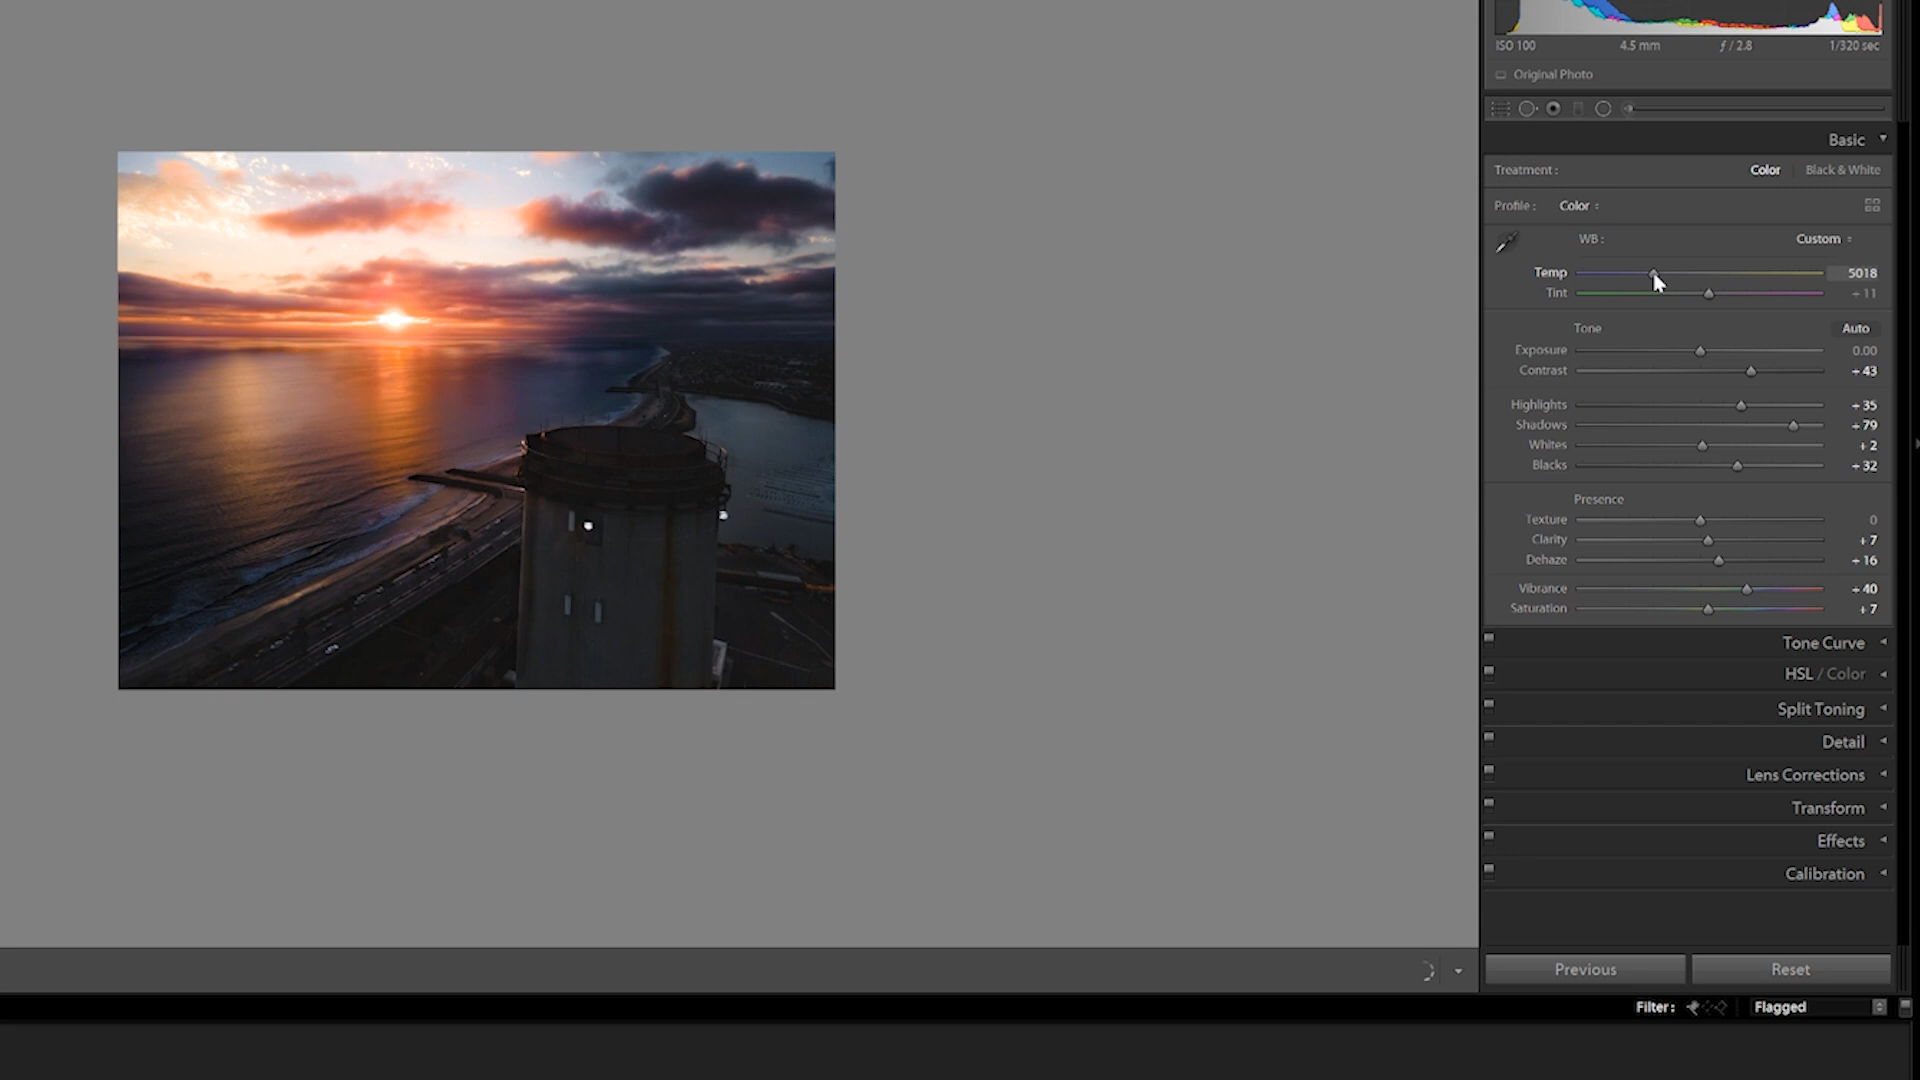 ISO 100 4.5 mm ƒ / 2.8 1/320 sec
Original Photo
Basic
Treatment : Color Black & White
Profile : Color
WB : Custom
Temp 5018
Tint + 11
Tone Auto
Exposure 0.00
Contrast + 43
Highlights + 35
Shadows + 79
Whites + 2
Blacks + 32
Presence
Texture 0
Clarity + 7
Dehaze + 16
Vibrance + 40
Saturation + 7
Tone Curve
HSL / Color
Split Toning
Detail
Lens Corrections
Transform
Effects
Calibration
Previous Reset
Filter : Flagged